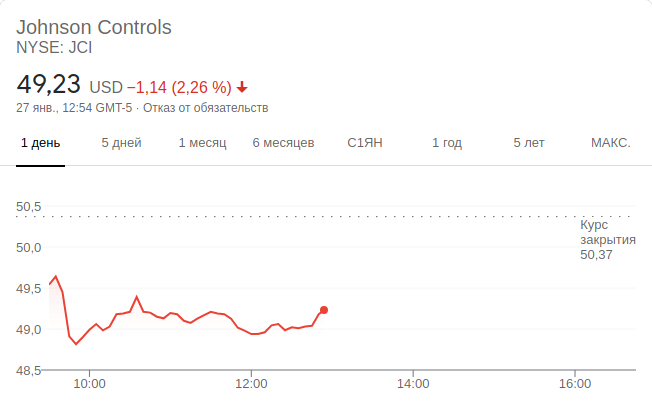 Johnson Controls
NYSE: JCI
49,23 USD −1,14 (2,26 %)
27 янв., 12:54 GMT-5 · Отказ от обязательств
1 день 5 дней 1 месяц 6 месяцев С1ЯН 1 год 5 лет МАКС.
50,5
Курс
закрытия
50,37
50,0
49,5
49,0
48,5
10:00 12:00 14:00 16:00